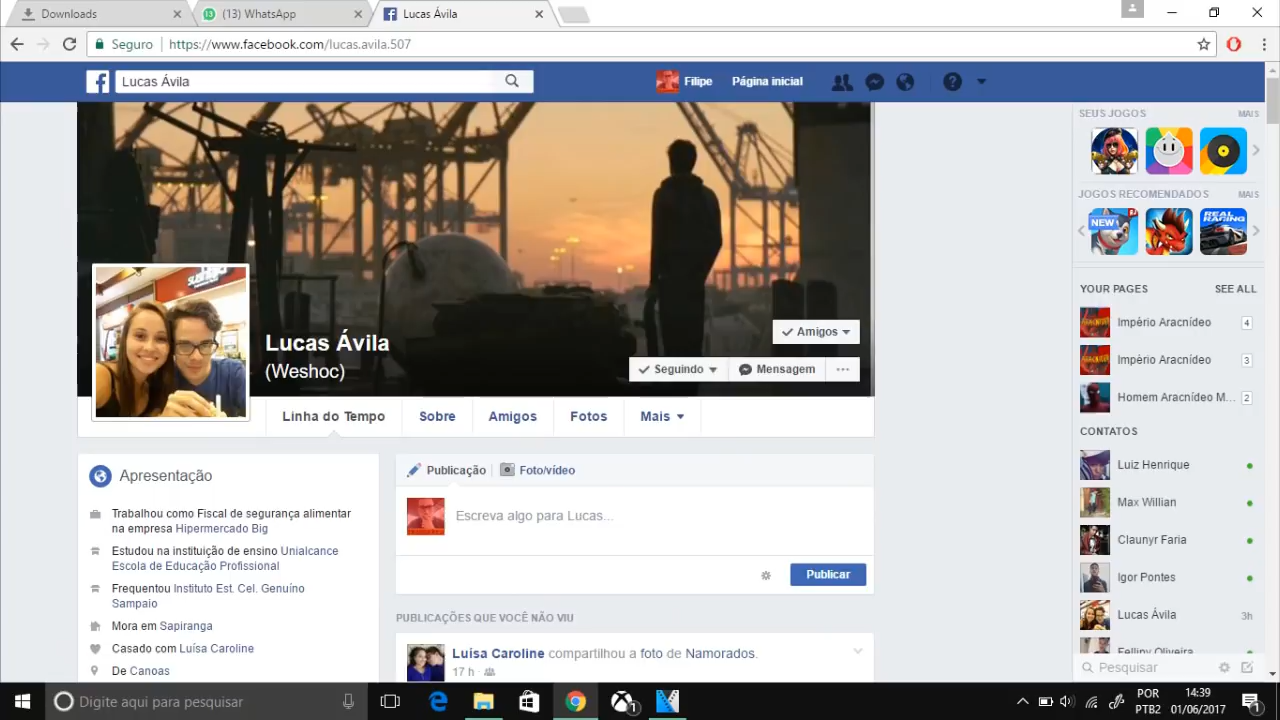 Downloads
(13) WhatsApp
Lucas Ávila
Seguro
https://www.facebook.com/lucas.avila.507
Lucas Ávila
Filipe
Página inicial
SEUS JOGOS
MAIS
JOGOS RECOMENDADOS
MAIS
NEW
REAL RACING
YOUR PAGES
SEE ALL
Império Aracnídeo
4
Império Aracnídeo
3
Homem Aracnídeo M...
2
CONTATOS
Luiz Henrique
Max Willian
Claunyr Faria
Igor Pontes
Lucas Ávila
3h
Fellipy Oliveira
Pesquisar
Lucas Ávila
(Weshoc)
Amigos
Seguindo
Mensagem
Linha do Tempo
Sobre
Amigos
Fotos
Mais
Apresentação
Trabalhou como Fiscal de segurança alimentar
na empresa Hipermercado Big
Estudou na instituição de ensino Unialcance
Escola de Educação Profissional
Frequentou Instituto Est. Cel. Genuíno
Sampaio
Mora em Sapiranga
Casado com Luísa Caroline
De Canoas
Publicação
Foto/vídeo
Escreva algo para Lucas...
Publicar
PUBLICAÇÕES QUE VOCÊ NÃO VIU
Luísa Caroline compartilhou a foto de Namorados.
17 h
Digite aqui para pesquisar
POR
PTB2
14:39
01/06/2017